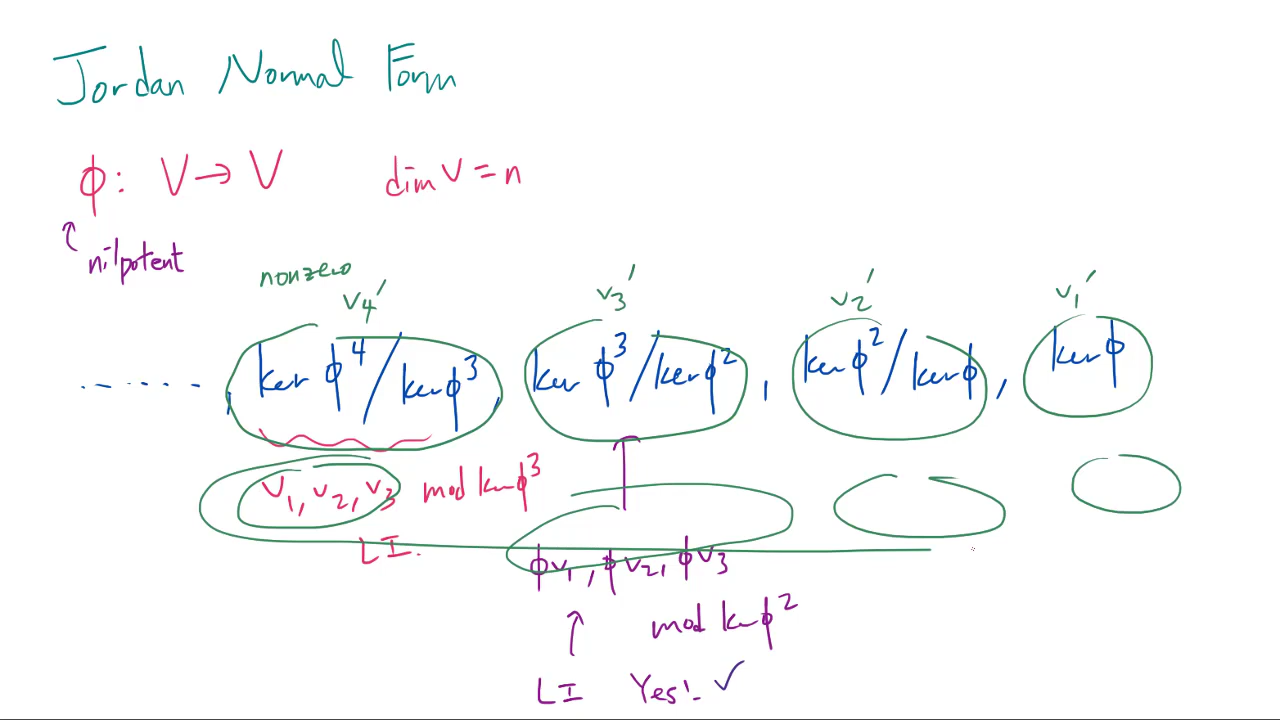 Jordan Normal Form
ϕ: V → V    dim V = n
↑ nilpotent
nonzero
v₄′    v₃′    v₂′    v₁′
....... , ker ϕ⁴ / ker ϕ³ , ker ϕ³ / ker ϕ² , ker ϕ² / ker ϕ , ker ϕ
v₁, v₂, v₃ mod ker ϕ³
LI.
ϕv₁, ϕv₂, ϕv₃
↑ mod ker ϕ²
LI Yes! ✓